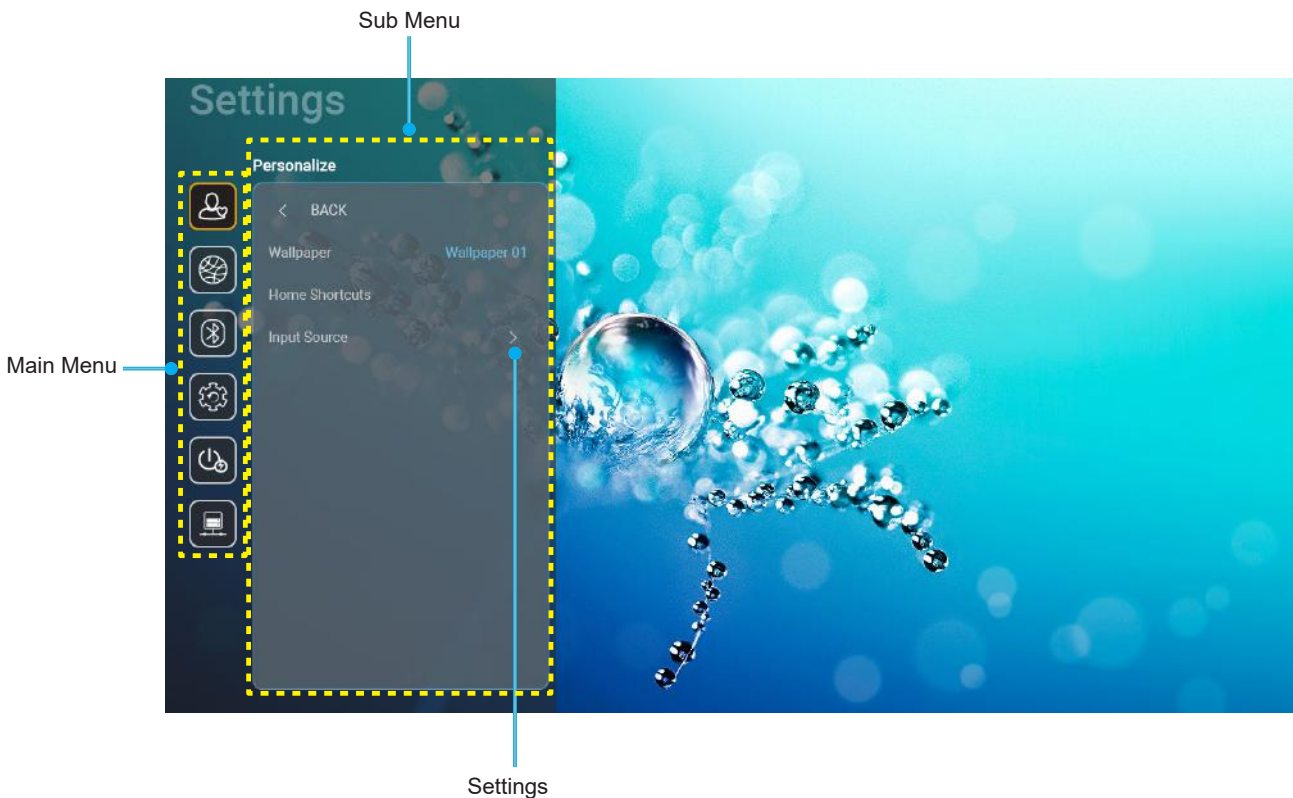 Sub Menu
Settings
Personalize
BACK
Wallpaper Wallpaper 01
Home Shortcuts
Input Source
Main Menu
Settings